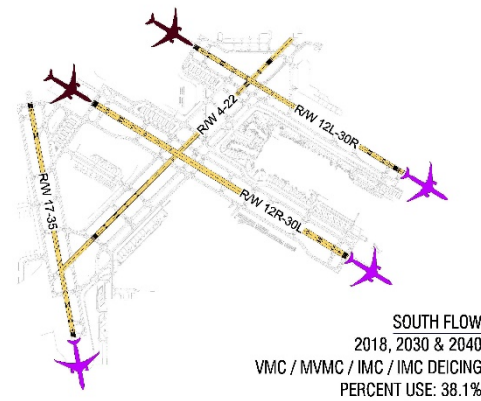 R/W 4-22
R/W 12L-30R
R/W 17-35
R/W 12R-30L
SOUTH FLOW
2018, 2030 & 2040
VMC / MVMC / IMC / IMC DEICING
PERCENT USE: 38.1%